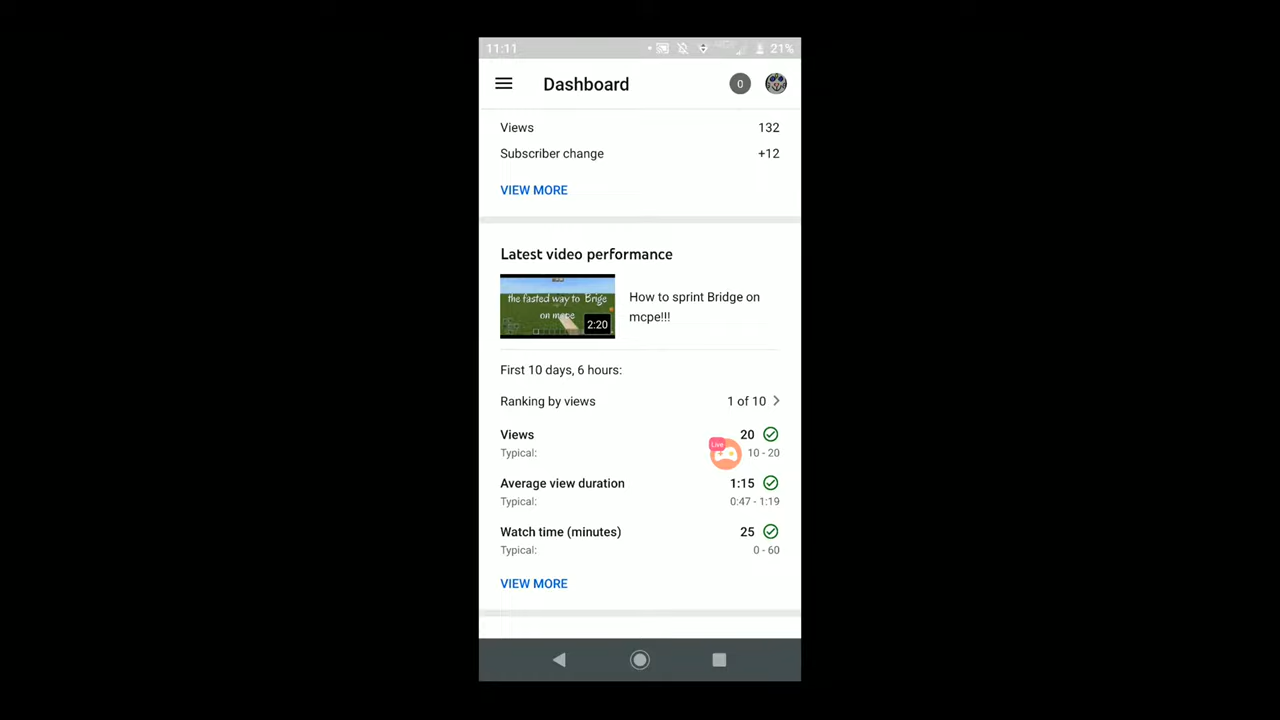 11:11
21%
Dashboard
0
Views 132
Subscriber change +12
VIEW MORE
Latest video performance
the fasted way to Brige
on mcpe
2:20
How to sprint Bridge on
mcpe!!!
First 10 days, 6 hours:
Ranking by views 1 of 10
Views 20
Live
Typical: 10 - 20
Average view duration 1:15
Typical: 0:47 - 1:19
Watch time (minutes) 25
Typical: 0 - 60
VIEW MORE